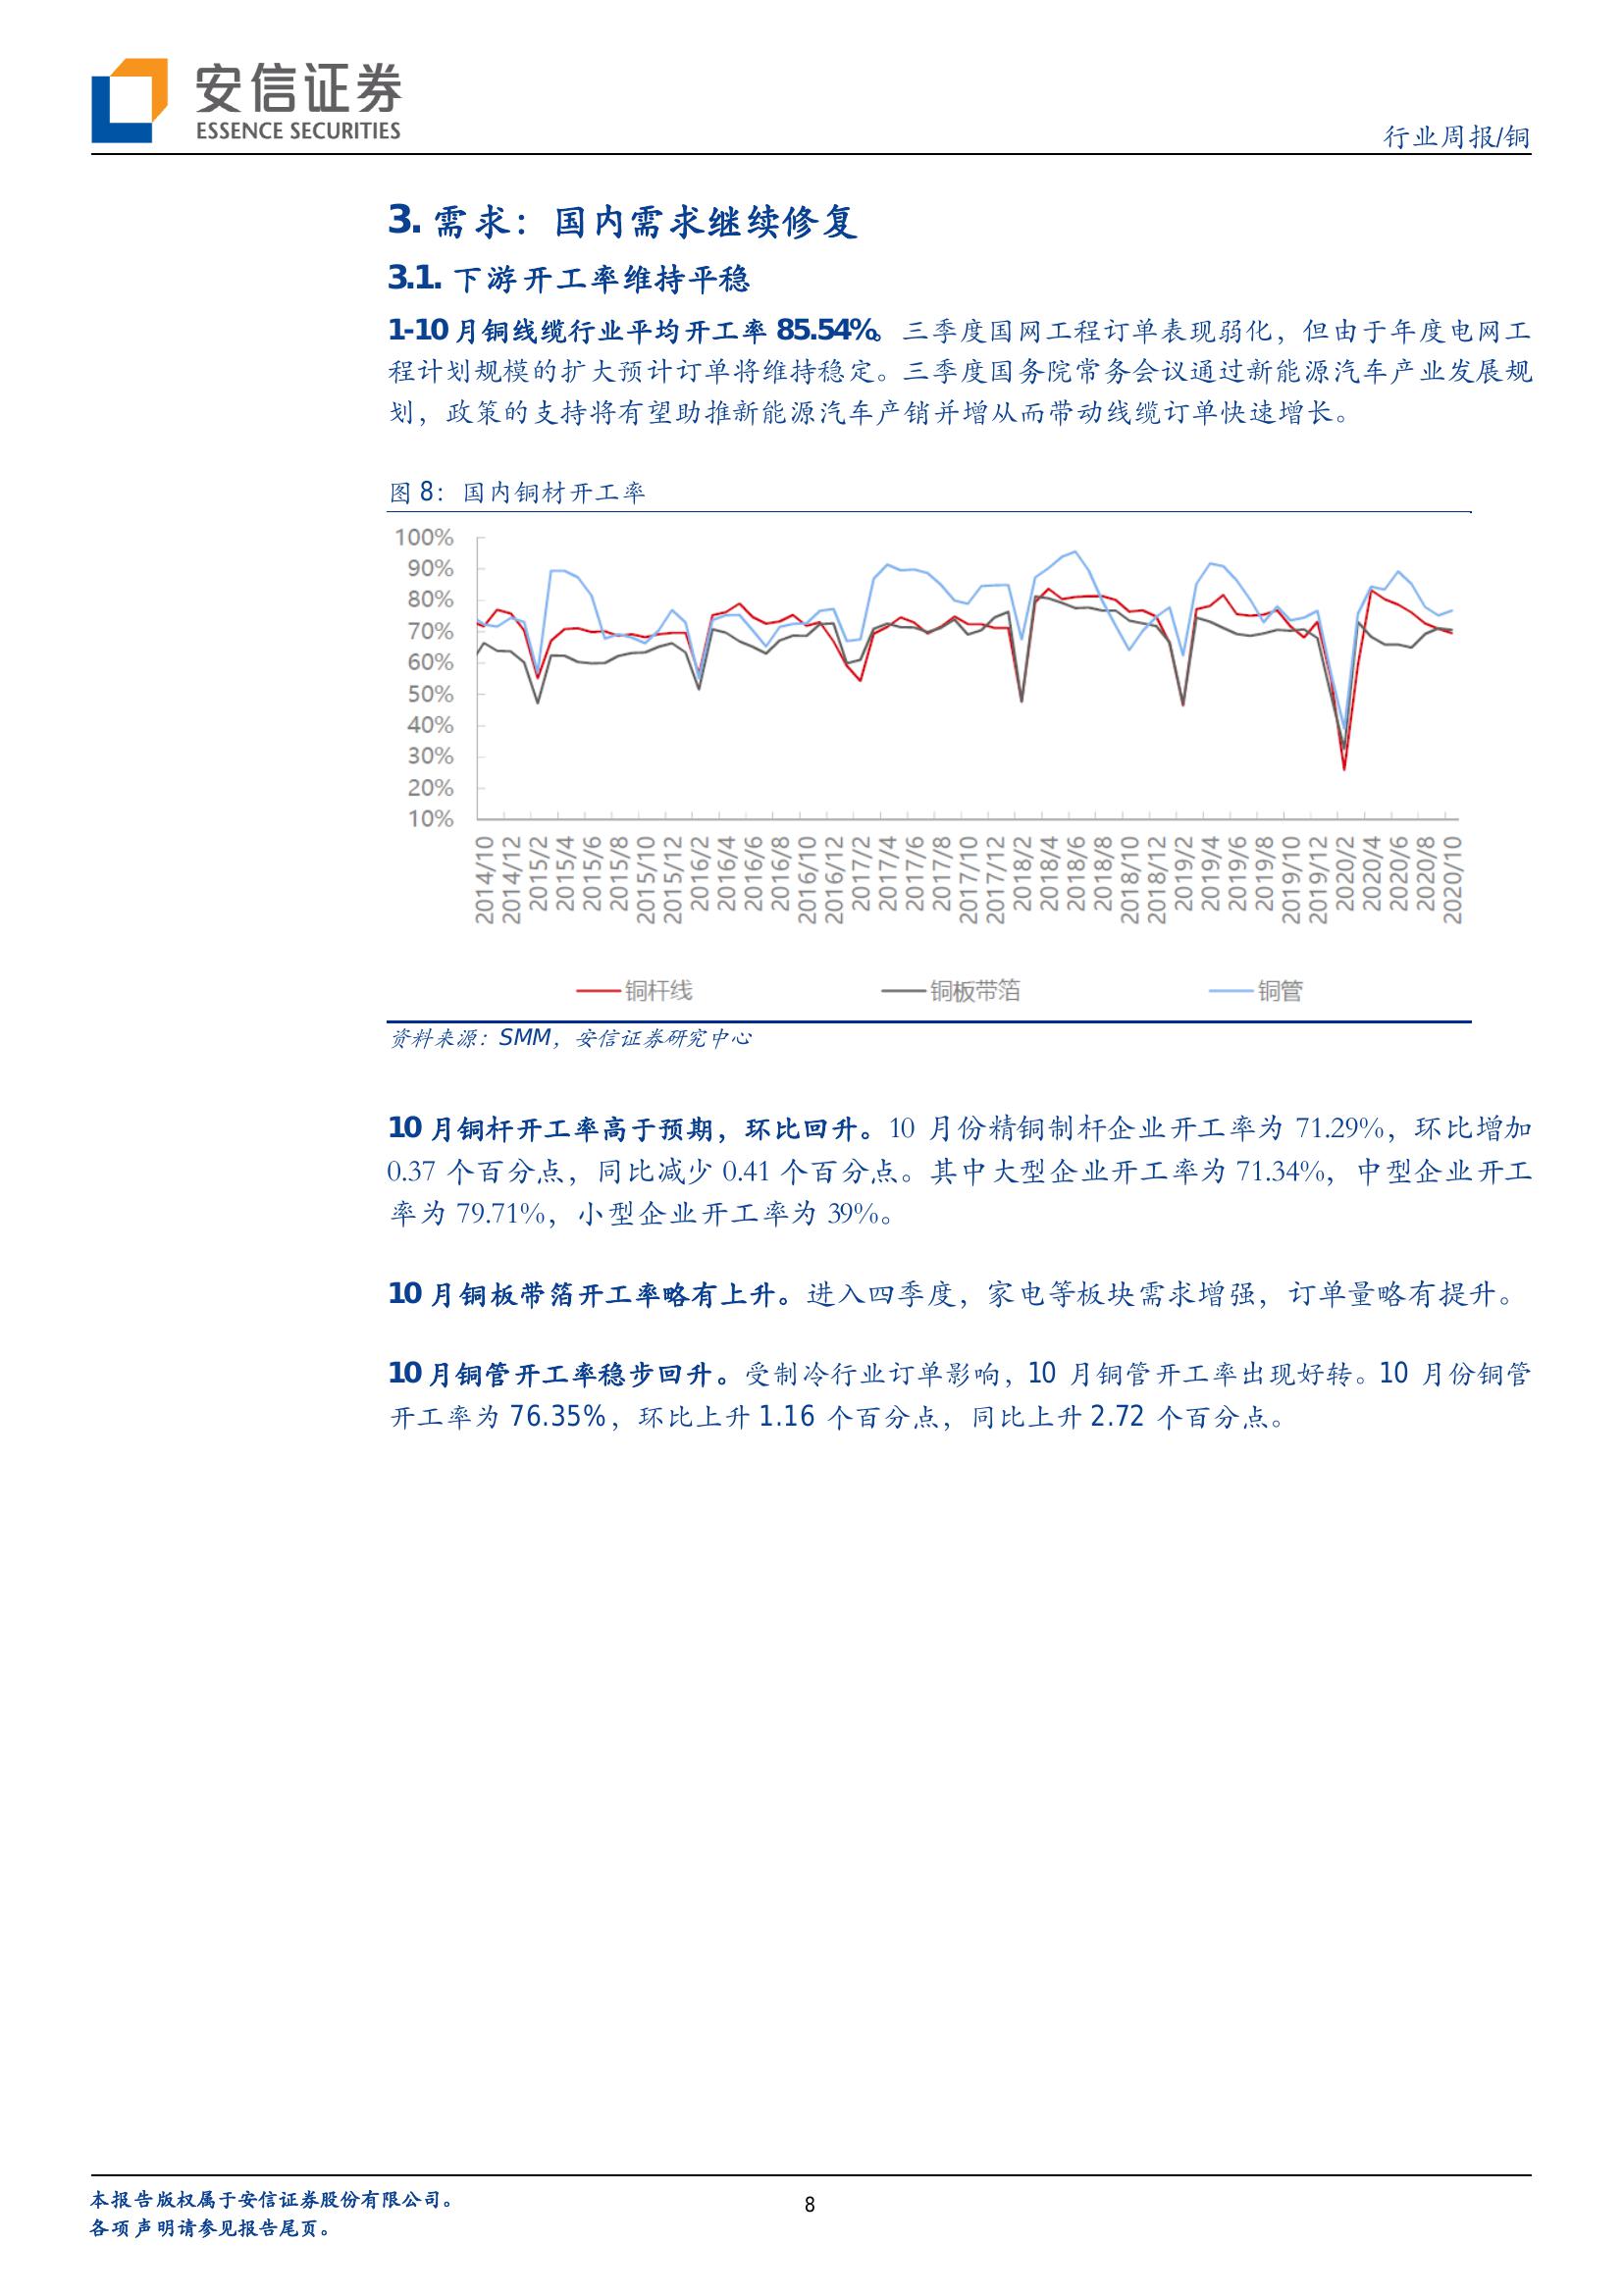 安信证券
ESSENCE SECURITIES
行业周报/铜
3. 需求：国内需求继续修复
3.1. 下游开工率维持平稳
1-10 月铜线缆行业平均开工率 85.54%。三季度国网工程订单表现弱化，但由于年度电网工
程计划规模的扩大预计订单将维持稳定。三季度国务院常务会议通过新能源汽车产业发展规
划，政策的支持将有望助推新能源汽车产销并增从而带动线缆订单快速增长。
图 8：国内铜材开工率
100%
90%
80%
70%
60%
50%
40%
30%
20%
10%
2014/10
2014/12
2015/2
2015/4
2015/6
2015/8
2015/10
2015/12
2016/2
2016/4
2016/6
2016/8
2016/10
2016/12
2017/2
2017/4
2017/6
2017/8
2017/10
2017/12
2018/2
2018/4
2018/6
2018/8
2018/10
2018/12
2019/2
2019/4
2019/6
2019/8
2019/10
2019/12
2020/2
2020/4
2020/6
2020/8
2020/10
铜杆线 铜板带箔 铜管
资料来源：SMM，安信证券研究中心
10 月铜杆开工率高于预期，环比回升。10 月份精铜制杆企业开工率为 71.29%，环比增加
0.37 个百分点，同比减少 0.41 个百分点。其中大型企业开工率为 71.34%，中型企业开工
率为 79.71%，小型企业开工率为 39%。
10 月铜板带箔开工率略有上升。进入四季度，家电等板块需求增强，订单量略有提升。
10 月铜管开工率稳步回升。受制冷行业订单影响，10 月铜管开工率出现好转。10 月份铜管
开工率为 76.35%，环比上升 1.16 个百分点，同比上升 2.72 个百分点。
本报告版权属于安信证券股份有限公司。
各项声明请参见报告尾页。
8